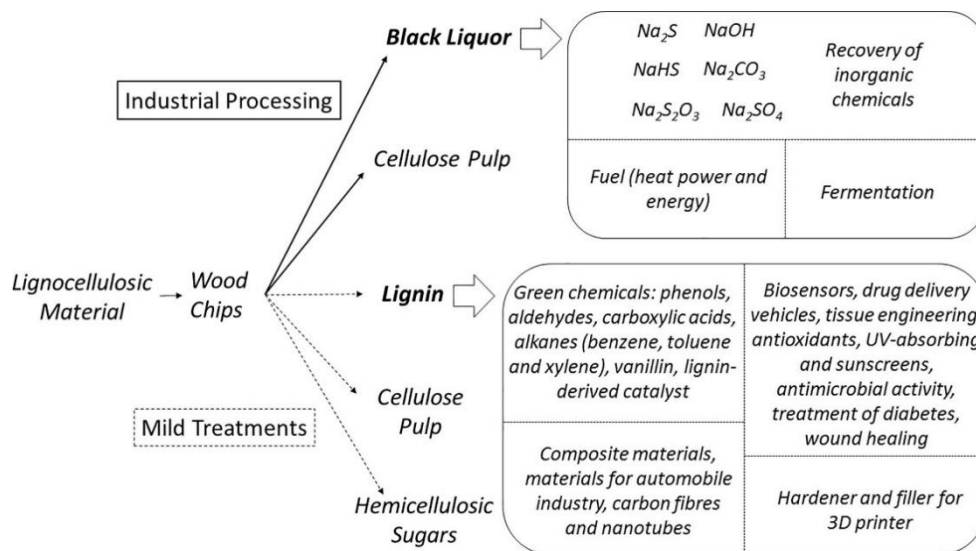 Black Liquor
Na₂S NaOH
NaHS Na₂CO₃
Na₂S₂O₃ Na₂SO₄
Recovery of
inorganic
chemicals
Industrial Processing
Cellulose Pulp
Fuel (heat power and
energy)
Fermentation
Lignocellulosic
Material
Wood
Chips
Lignin
Green chemicals: phenols,
aldehydes, carboxylic acids,
alkanes (benzene, toluene
and xylene), vanillin, lignin-
derived catalyst
Biosensors, drug delivery
vehicles, tissue engineering,
antioxidants, UV-absorbing
and sunscreens,
antimicrobial activity,
treatment of diabetes,
wound healing
Cellulose
Pulp
Mild Treatments
Composite materials,
materials for automobile
industry, carbon fibres
and nanotubes
Hardener and filler for
3D printer
Hemicellulosic
Sugars